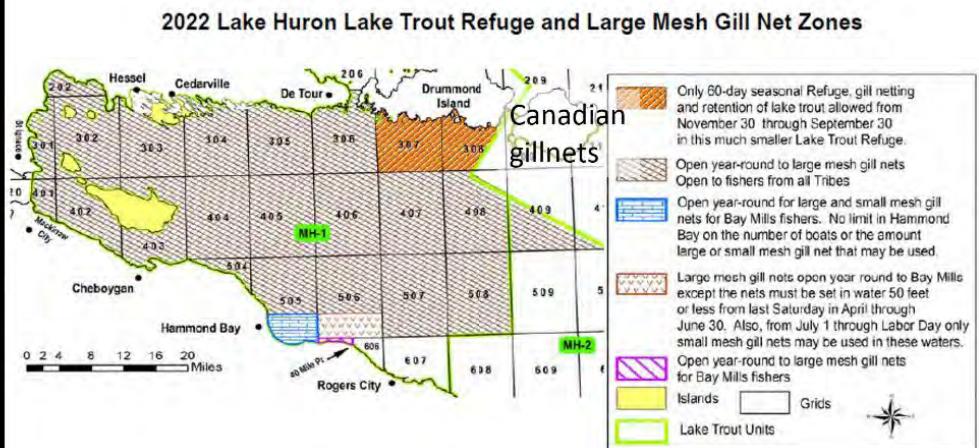 2022 Lake Huron Lake Trout Refuge and Large Mesh Gill Net Zones
Hessel
Cedarville
De Tour
Drummond
Island
Canadian
gillnets
206
209
202
301
302
303
304
305
306
307
308
401
402
403
404
405
406
407
408
409
MH-1
Mackinaw
City
Cheboygan
504
505
506
507
508
509
Hammond Bay
MH-2
606
607
608
609
40 Mile Pt.
Rogers City
0 2 4 8 12 16 20
Miles
Only 60-day seasonal Refuge, gill netting
and retention of lake trout allowed from
November 30 through September 30
in this much smaller Lake Trout Refuge.
Open year-round to large mesh gill nets
Open to fishers from all Tribes
Open year-round for large and small mesh gill
nets for Bay Mills fishers. No limit in Hammond
Bay on the number of boats or the amount
large or small mesh gill net that may be used.
Large mesh gill nets open year round to Bay Mills
except the nets must be set in water 50 feet
or less from last Saturday in April through
June 30. Also, from July 1 through Labor Day only
small mesh gill nets may be used in these waters.
Open year-round to large mesh gill nets
for Bay Mills fishers
Islands
Grids
Lake Trout Units